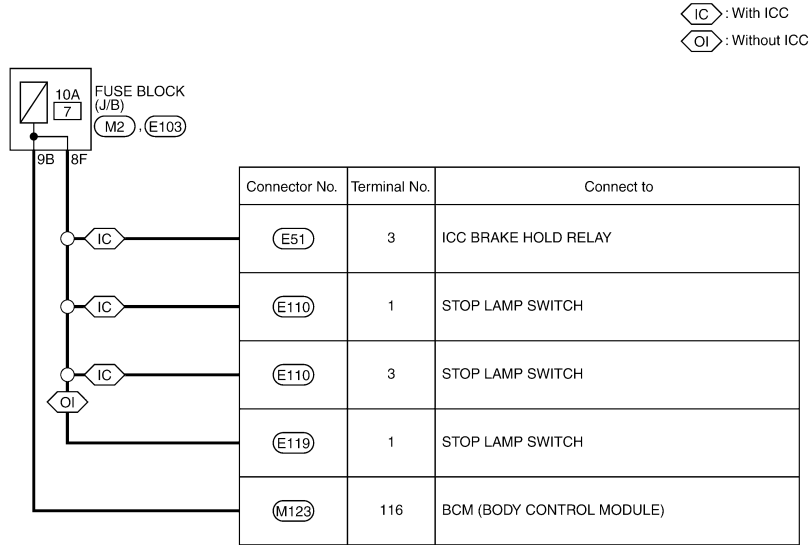 IC : With ICC
OI : Without ICC
10A
7
FUSE BLOCK
(J/B)
M2 , E103
9B 8F
Connector No. Terminal No. Connect to
IC E51 3 ICC BRAKE HOLD RELAY
IC E110 1 STOP LAMP SWITCH
IC E110 3 STOP LAMP SWITCH
OI
E119 1 STOP LAMP SWITCH
M123 116 BCM (BODY CONTROL MODULE)